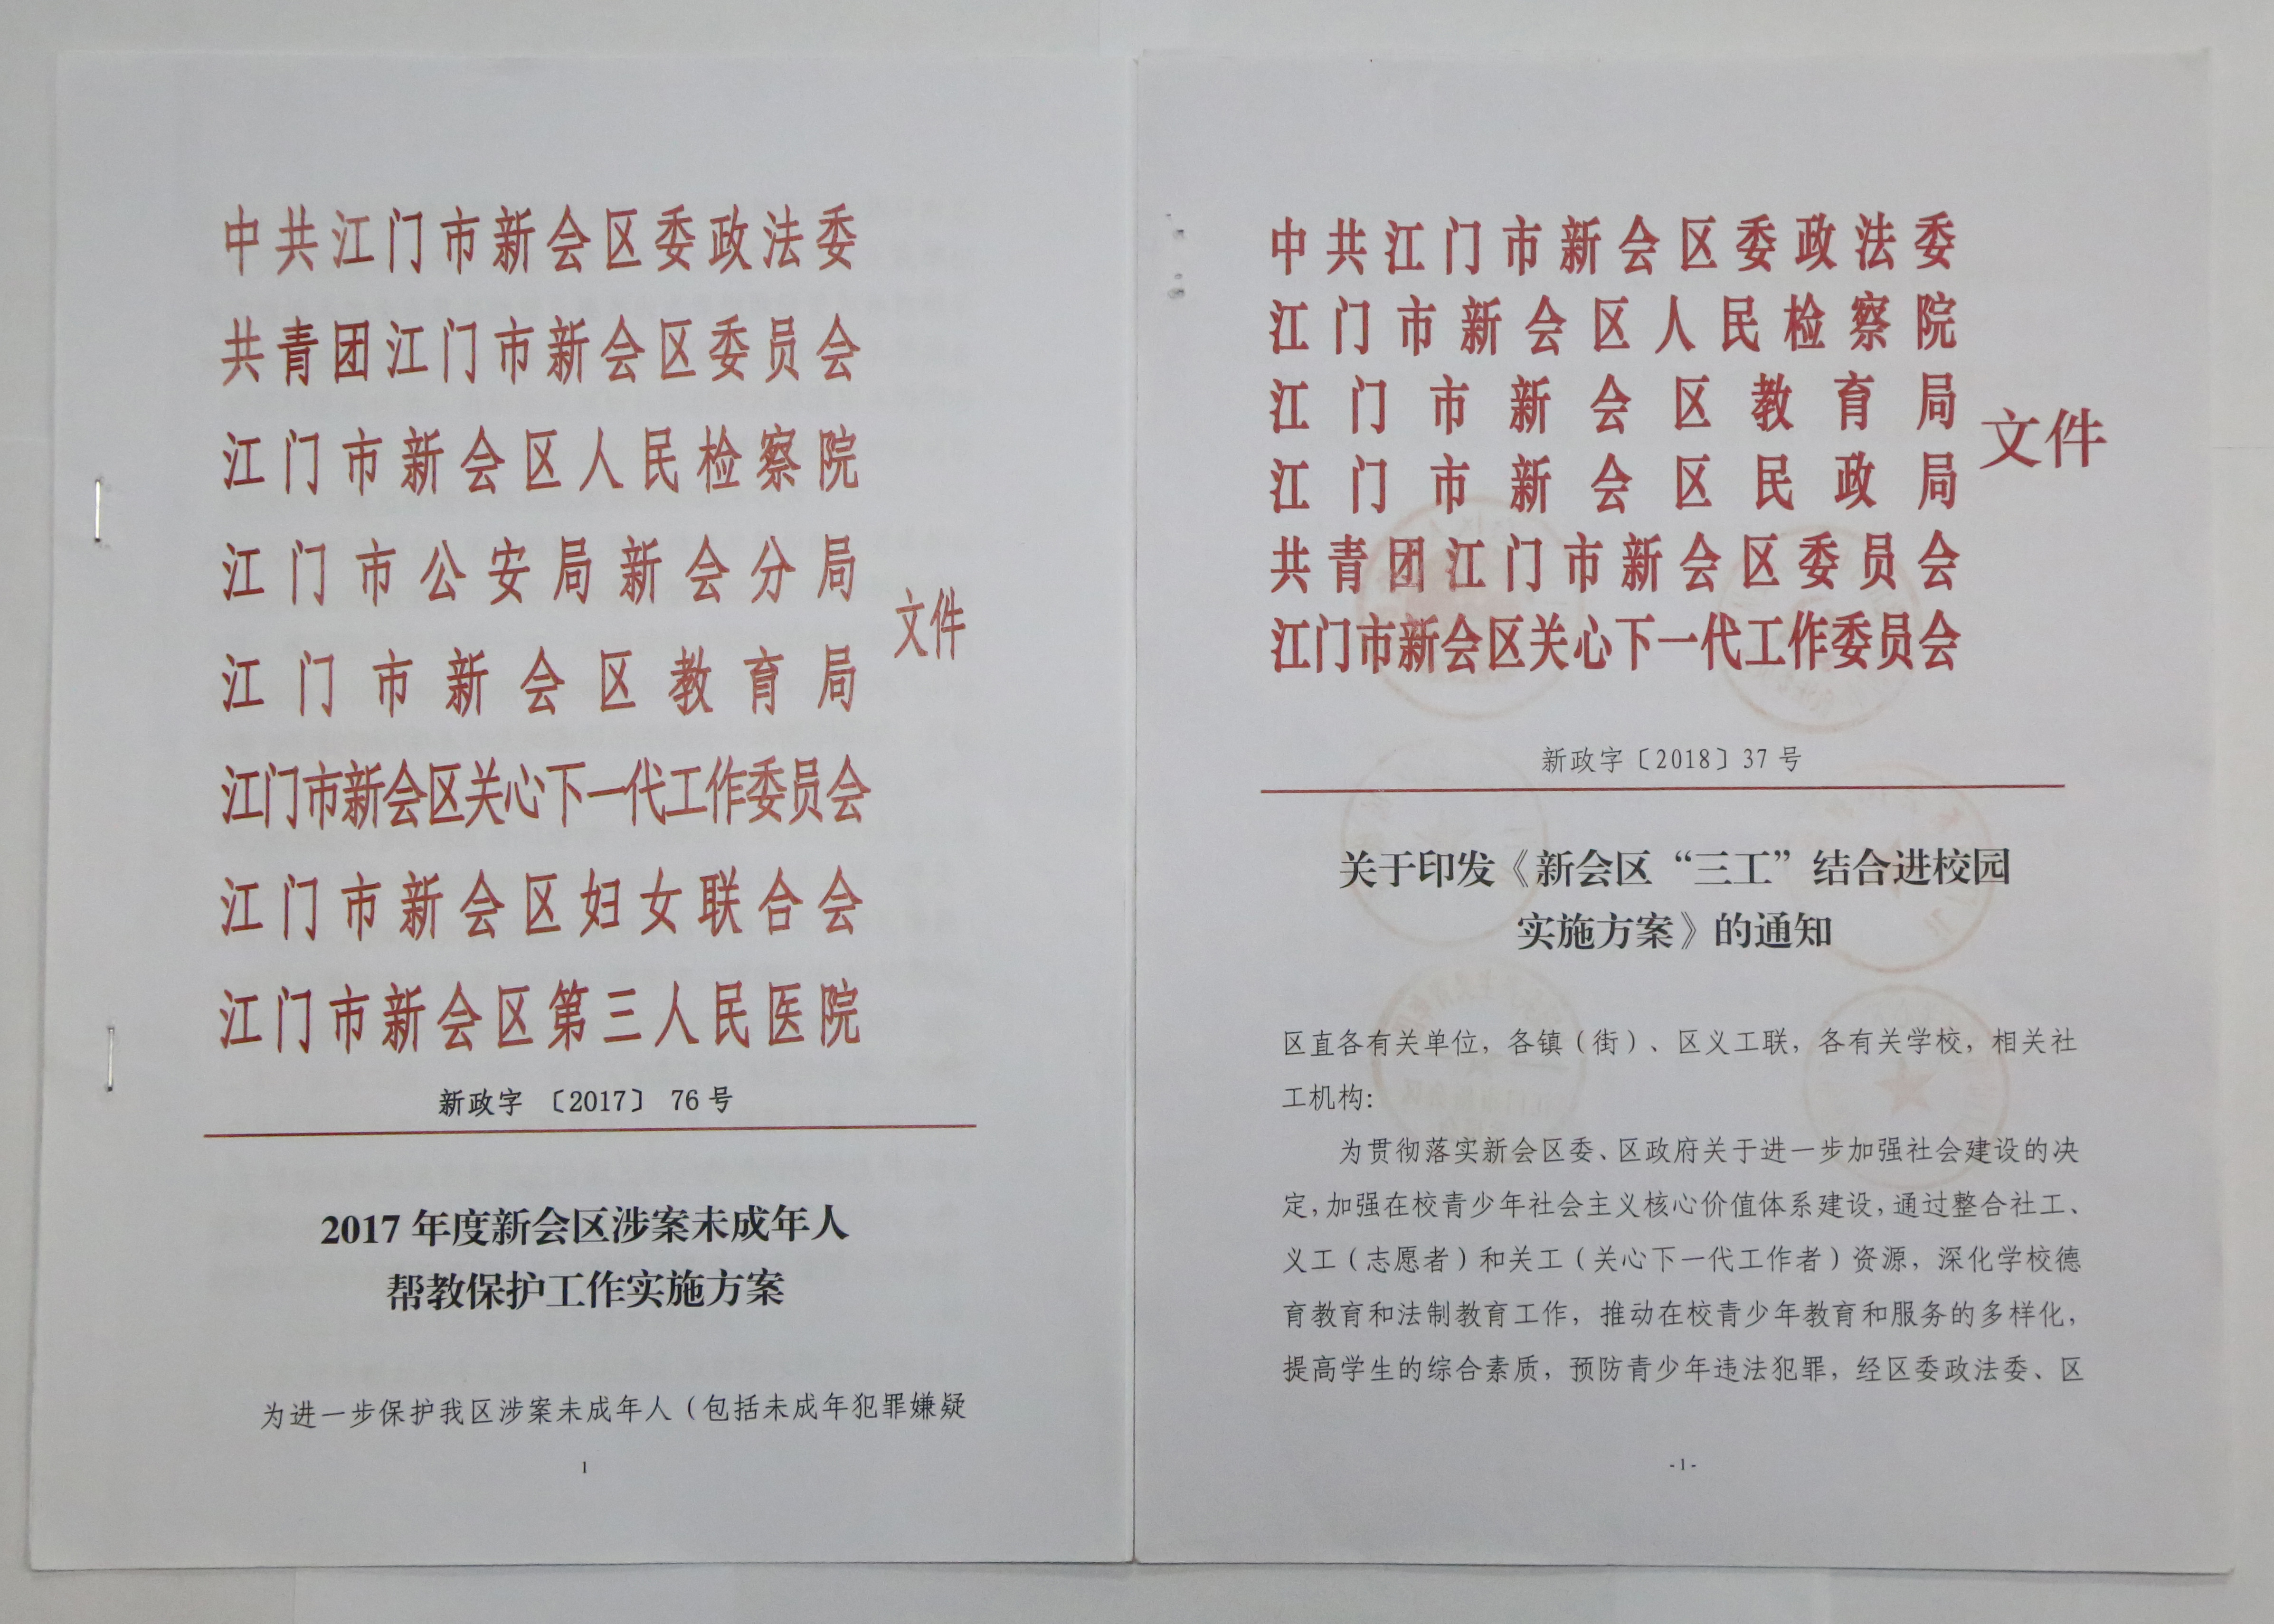 中共江门市新会区委政法委
共青团江门市新会区委员会
江门市新会区人民检察院
江门市公安局新会分局
江门市新会区教育局
江门市新会区关心下一代工作委员会
江门市新会区妇女联合会
江门市新会区第三人民医院
文件
新政字〔2017〕76号
2017年度新会区涉案未成年人
帮教保护工作实施方案
为进一步保护我区涉案未成年人（包括未成年犯罪嫌疑
1
中共江门市新会区委政法委
江门市新会区人民检察院
江门市新会区教育局
江门市新会区民政局
共青团江门市新会区委员会
江门市新会区关心下一代工作委员会
文件
新政字〔2018〕37号
关于印发《新会区“三工”结合进校园
实施方案》的通知
区直各有关单位，各镇（街）、区义工联，各有关学校，相关社
工机构：
为贯彻落实新会区委、区政府关于进一步加强社会建设的决
定，加强在校青少年社会主义核心价值体系建设，通过整合社工、
义工（志愿者）和关工（关心下一代工作者）资源，深化学校德
育教育和法制教育工作，推动在校青少年教育和服务的多样化，
提高学生的综合素质，预防青少年违法犯罪，经区委政法委、区
-1-